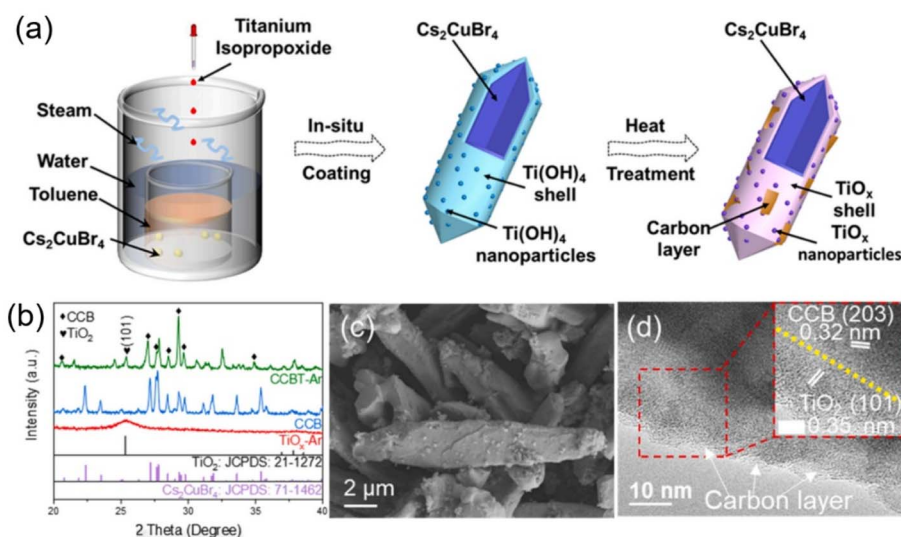 (a)
Titanium
Isopropoxide
Steam
Water
Toluene
Cs₂CuBr₄
In-situ
Coating
Cs₂CuBr₄
Ti(OH)₄
shell
Ti(OH)₄
nanoparticles
Heat
Treatment
Cs₂CuBr₄
Carbon
layer
TiOₓ
shell
TiOₓ
nanoparticles
(b)
♦ CCB
♥ TiO₂
(101)
CCBT-Ar
CCB
TiOₓ-Ar
TiO₂: JCPDS: 21-1272
Cs₂CuBr₄: JCPDS: 71-1462
Intensity (a.u.)
20 25 30 35 40
2 Theta (Degree)
(c)
2 μm
(d)
CCB (203)
0.32 nm
TiO₂ (101)
0.35 nm
Carbon layer
10 nm